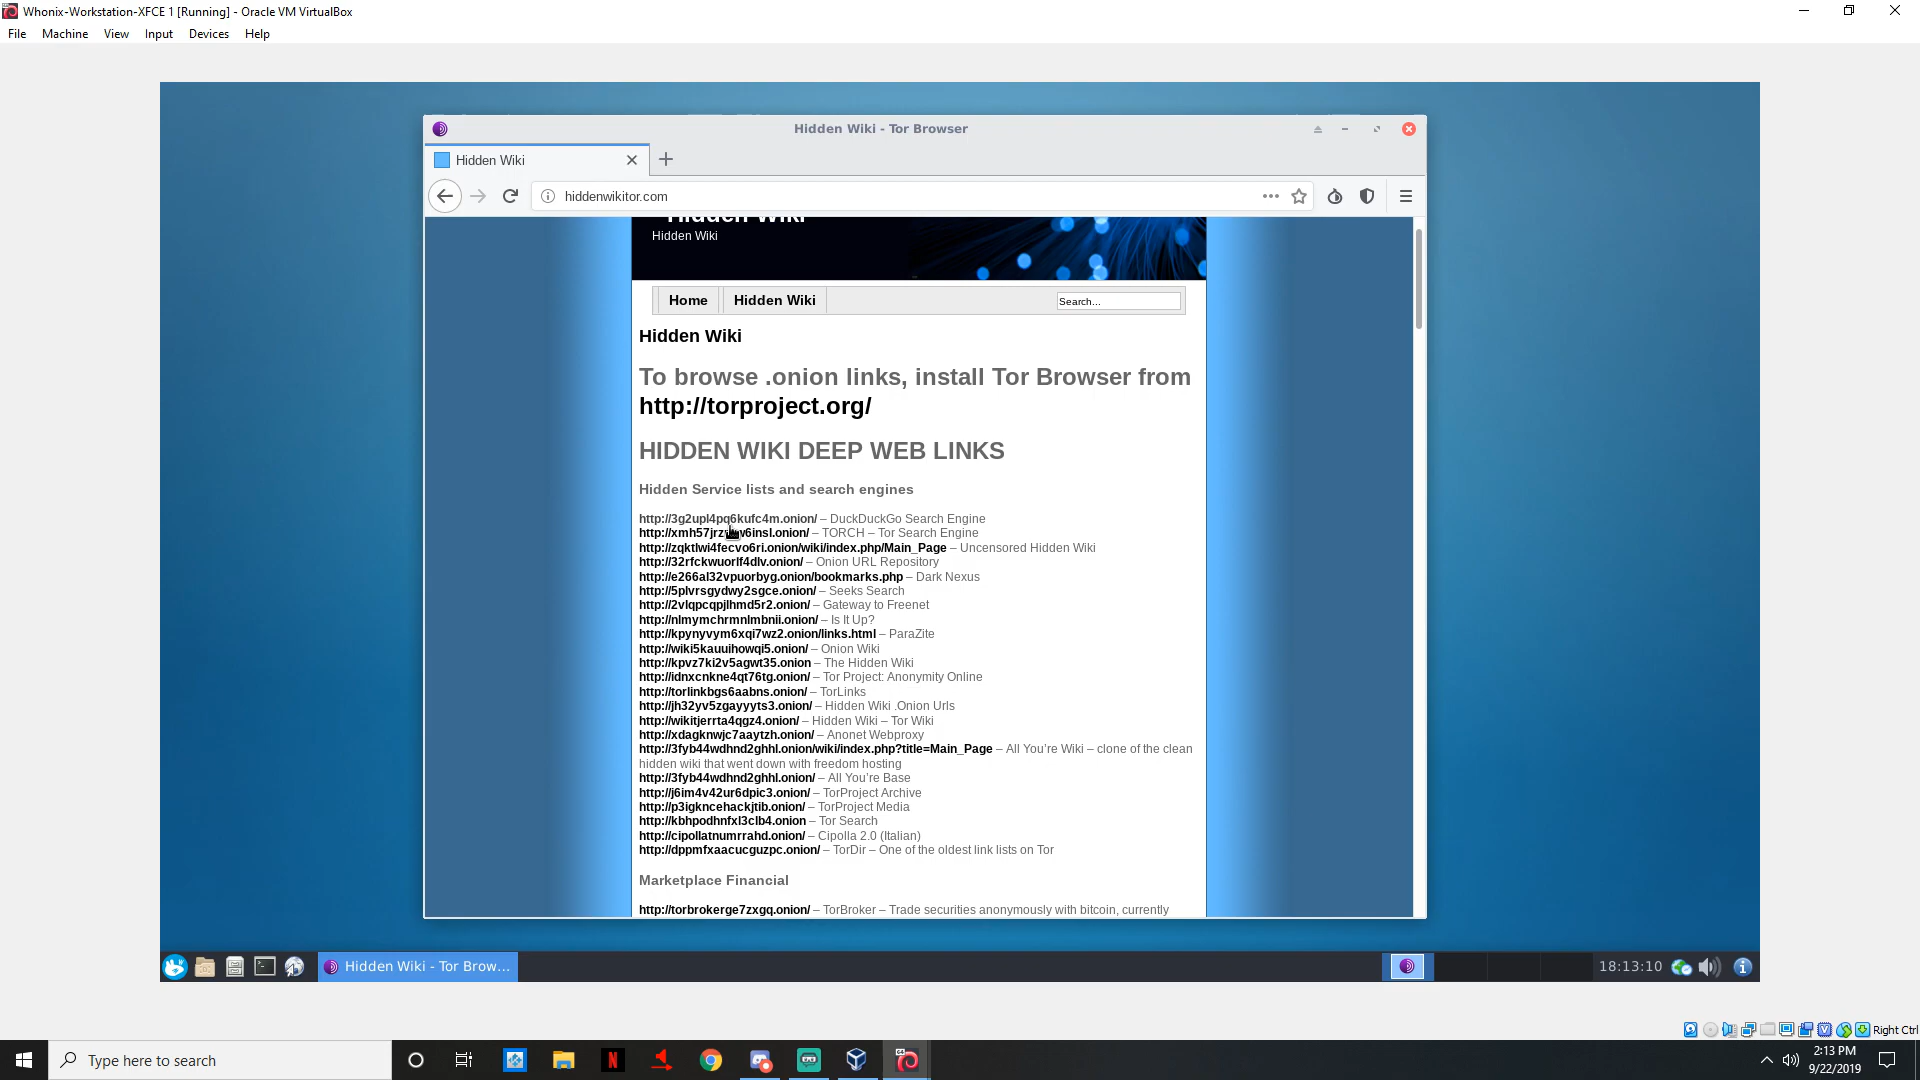 Whonix-Workstation-XFCE 1 [Running] - Oracle VM VirtualBox
File Machine View Input Devices Help
Hidden Wiki - Tor Browser
Hidden Wiki
hiddenwikitor.com
Hidden Wiki
Hidden Wiki
Home Hidden Wiki Search...
Hidden Wiki
To browse .onion links, install Tor Browser from
http://torproject.org/
HIDDEN WIKI DEEP WEB LINKS
Hidden Service lists and search engines
http://3g2upl4pq6kufc4m.onion/ – DuckDuckGo Search Engine
– TORCH – Tor Search Engine
http://zqktlwi4fecvo6ri.onion/wiki/index.php/Main_Page – Uncensored Hidden Wiki
http://32rfckwuorlf4dlv.onion/ – Onion URL Repository
http://e266al32vpuorbyg.onion/bookmarks.php – Dark Nexus
http://5plvrsgydwy2sgce.onion/ – Seeks Search
http://2vlqpcqpjlhmd5r2.onion/ – Gateway to Freenet
http://nlmymchrmnlmbnii.onion/ – Is It Up?
http://kpynyvym6xqi7wz2.onion/links.html – ParaZite
http://wiki5kauuihowqi5.onion/ – Onion Wiki
http://kpvz7ki2v5agwt35.onion – The Hidden Wiki
http://idnxcnkne4qt76tg.onion/ – Tor Project: Anonymity Online
http://torlinkbgs6aabns.onion/ – TorLinks
http://jh32yv5zgayyyts3.onion/ – Hidden Wiki .Onion Urls
http://wikitjerrta4qgz4.onion/ – Hidden Wiki – Tor Wiki
http://xdagknwjc7aaytzh.onion/ – Anonet Webproxy
http://3fyb44wdhnd2ghhl.onion/wiki/index.php?title=Main_Page – All You're Wiki – clone of the clean
hidden wiki that went down with freedom hosting
http://3fyb44wdhnd2ghhl.onion/ – All You're Base
http://j6im4v42ur6dpic3.onion/ – TorProject Archive
http://p3igkncehackjtib.onion/ – TorProject Media
http://kbhpodhnfxl3clb4.onion – Tor Search
http://cipollatnumrrahd.onion/ – Cipolla 2.0 (Italian)
http://dppmfxaacucguzpc.onion/ – TorDir – One of the oldest link lists on Tor
Marketplace Financial
http://torbrokerge7zxgq.onion/ – TorBroker – Trade securities anonymously with bitcoin, currently
Hidden Wiki - Tor Brow...
18:13:10
Right Ctrl
Type here to search
2:13 PM
9/22/2019